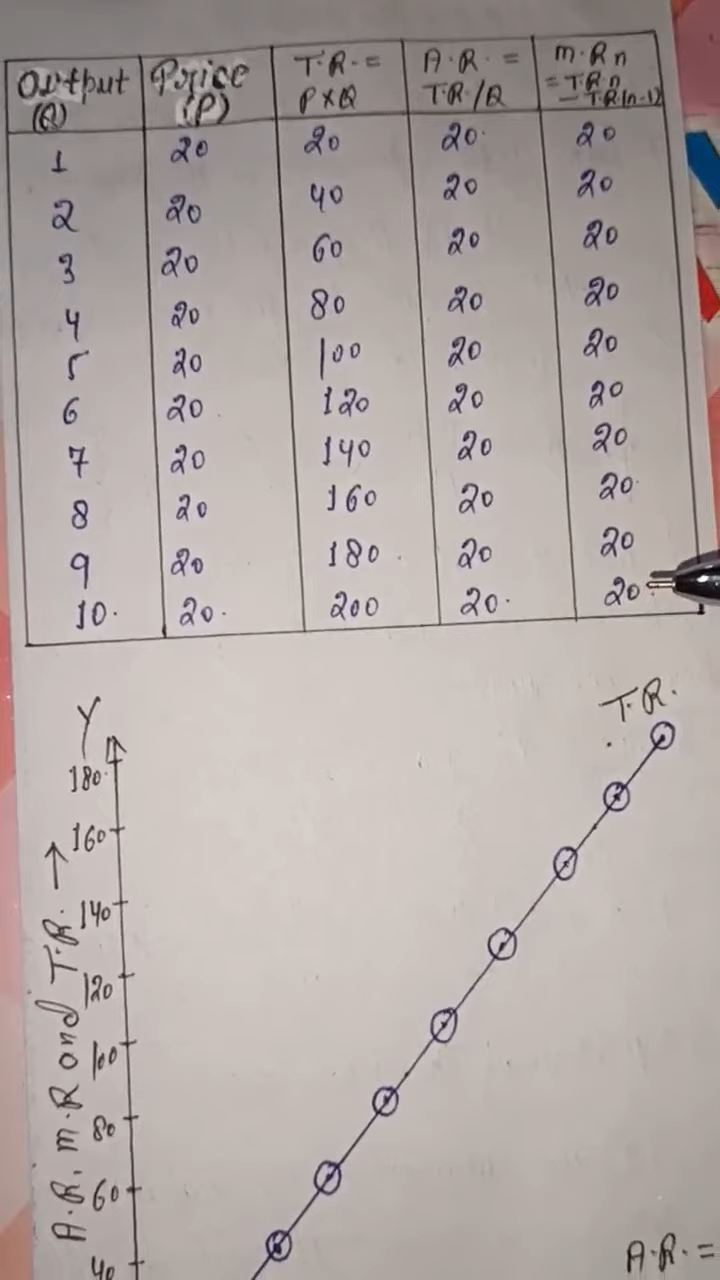 Output (Q) | Price (P) | T.R. = P×Q | A.R. = T.R./Q | M.Rn = T.Rn – T.R(n-1)
1 | 20 | 20 | 20 | 20
2 | 20 | 40 | 20 | 20
3 | 20 | 60 | 20 | 20
4 | 20 | 80 | 20 | 20
5 | 20 | 100 | 20 | 20
6 | 20 | 120 | 20 | 20
7 | 20 | 140 | 20 | 20
8 | 20 | 160 | 20 | 20
9 | 20 | 180 | 20 | 20
10. | 20. | 200 | 20. | 20
T.R.
Y
180
160
140
120
100
80
60
40
A.R, M.R and T.R. →
A.R. =